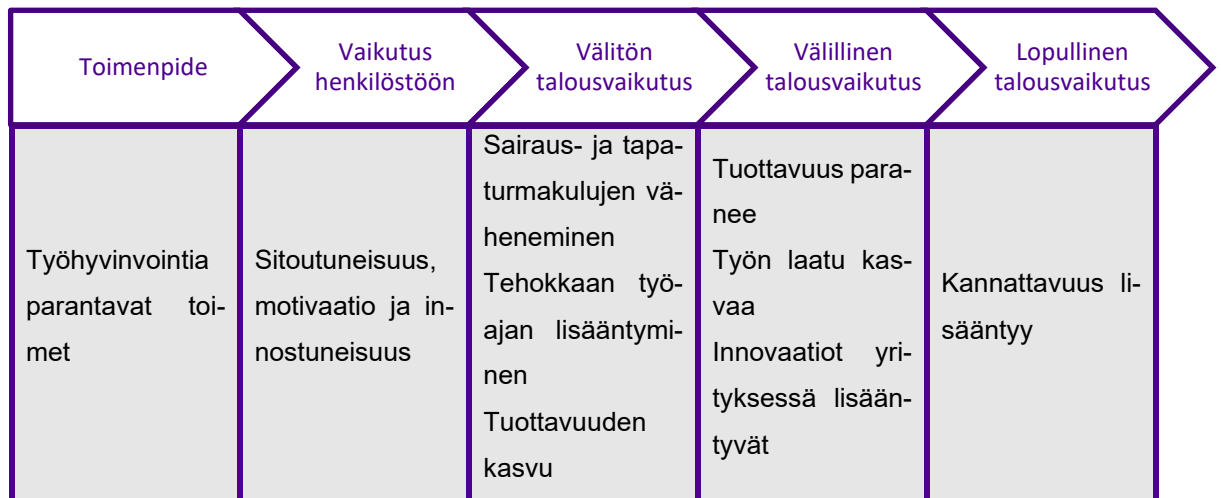 Toimenpide
Vaikutus
henkilöstöön
Välitön
talousvaikutus
Välillinen
talousvaikutus
Lopullinen
talousvaikutus
Työhyvinvointia
parantavat toi-
met
Sitoutuneisuus,
motivaatio ja in-
nostuneisuus
Sairaus- ja tapa-
turmakulujen vä-
heneminen
Tehokkaan työ-
ajan lisääntymi-
nen
Tuottavuuden
kasvu
Tuottavuus para-
nee
Työn laatu kas-
vaa
Innovaatiot yri-
tyksessä lisään-
tyvät
Kannattavuus li-
sääntyy